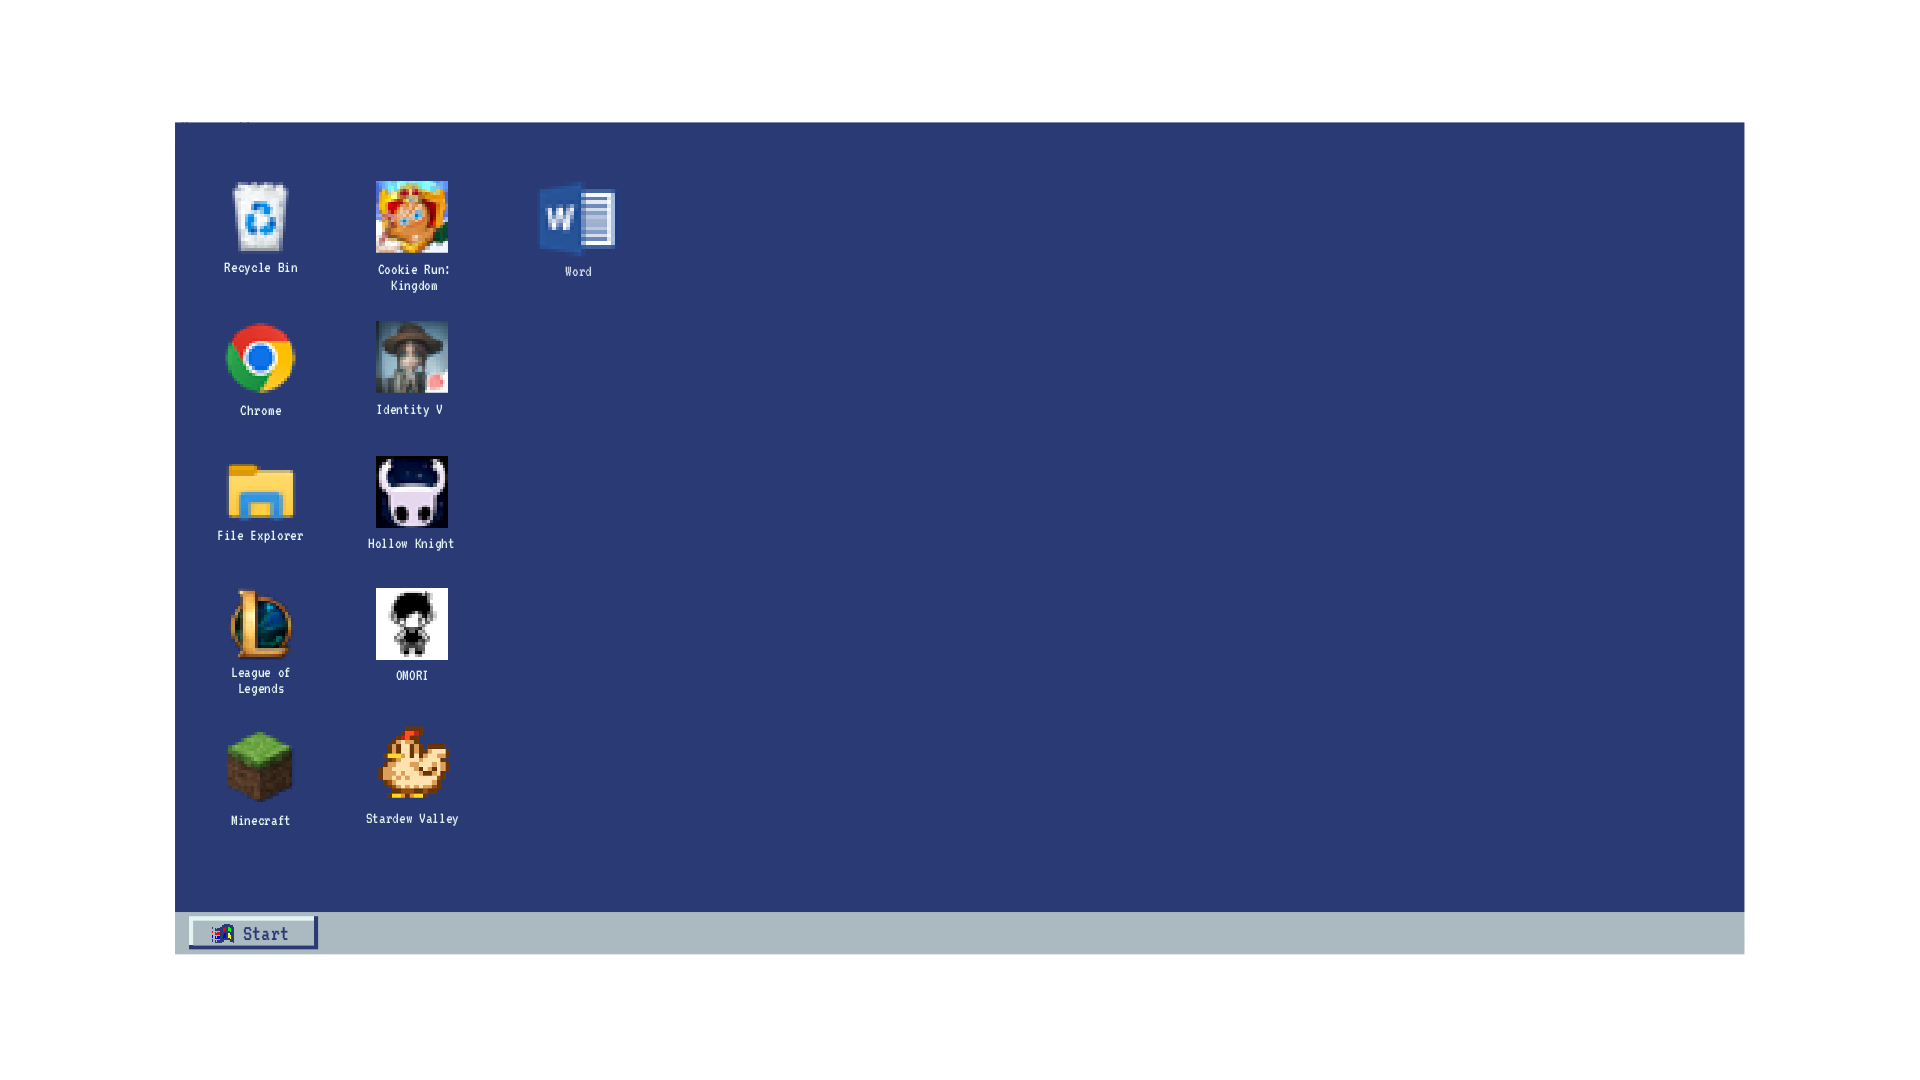 Recycle Bin
Cookie Run:
Kingdom
W
Word
Chrome
Identity V
File Explorer
Hollow Knight
League of
Legends
OMORI
Minecraft
Stardew Valley
Start